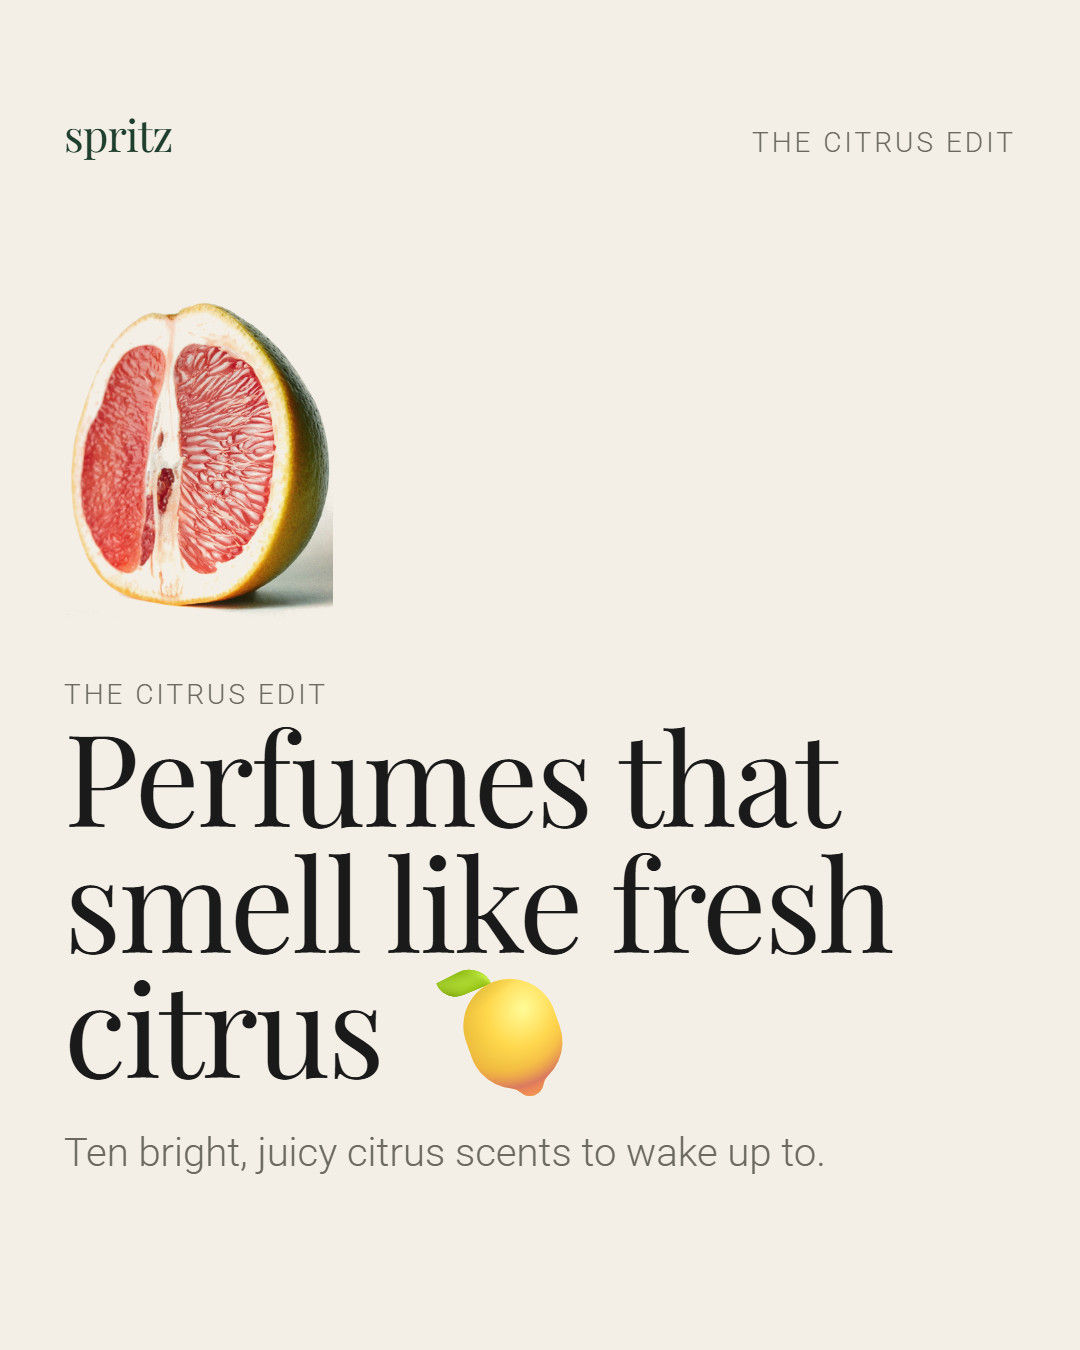 spritz
THE CITRUS EDIT
THE CITRUS EDIT
Perfumes that
smell like fresh
citrus 🍋
Ten bright, juicy citrus scents to wake up to.